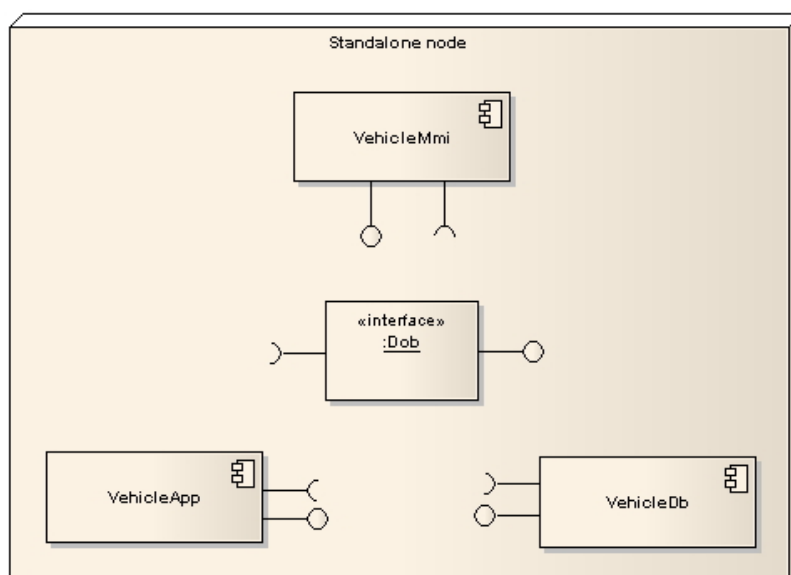 Standalone node
VehicleMmi
«interface»
:Dob
VehicleApp
VehicleDb